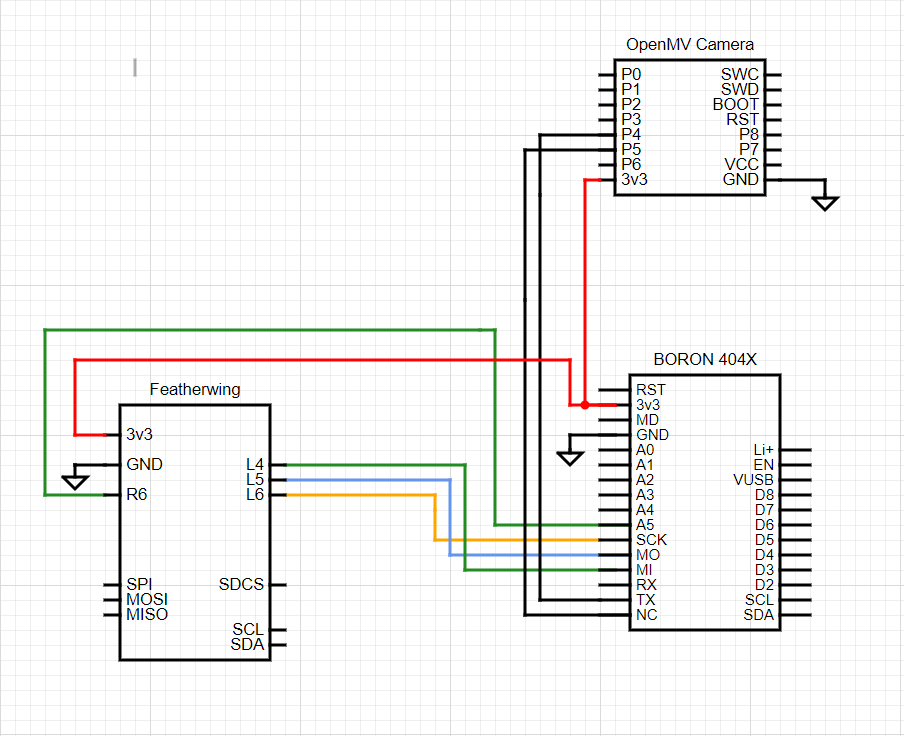 OpenMV Camera
P0 SWC
P1 SWD
P2 BOOT
P3 RST
P4 P8
P5 P7
P6 VCC
3v3 GND
BORON 404X
RST
3v3
MD
GND
A0 Li+
A1 EN
A2 VUSB
A3 D8
A4 D7
A5 D6
SCK D5
MO D4
MI D3
RX D2
TX SCL
NC SDA
Featherwing
3v3
GND L4
L5
R6 L6
SPI SDCS
MOSI
MISO
SCL
SDA